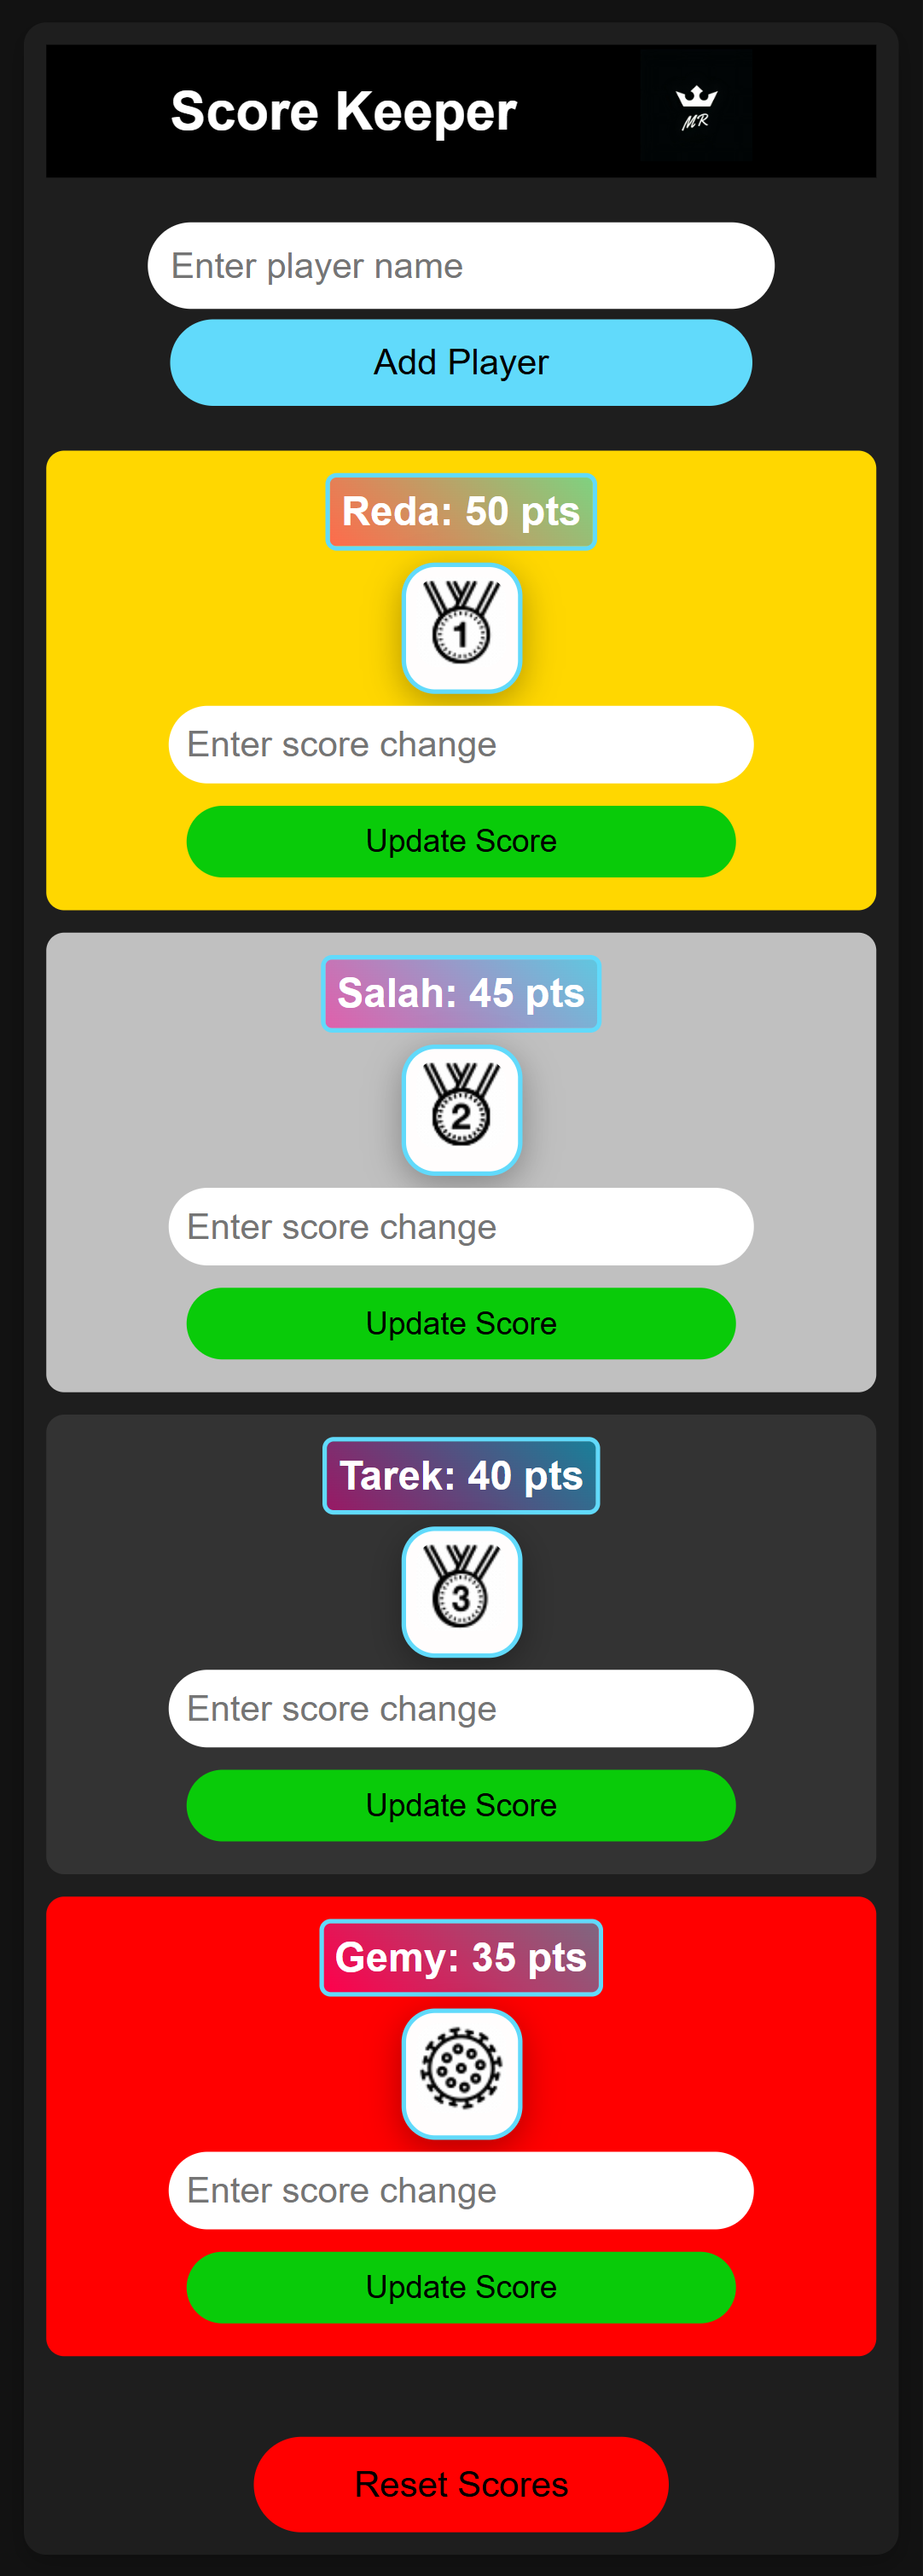 Score Keeper
MR
Enter player name
Add Player
Reda: 50 pts
1
Enter score change
Update Score
Salah: 45 pts
2
Enter score change
Update Score
Tarek: 40 pts
3
Enter score change
Update Score
Gemy: 35 pts
Enter score change
Update Score
Reset Scores